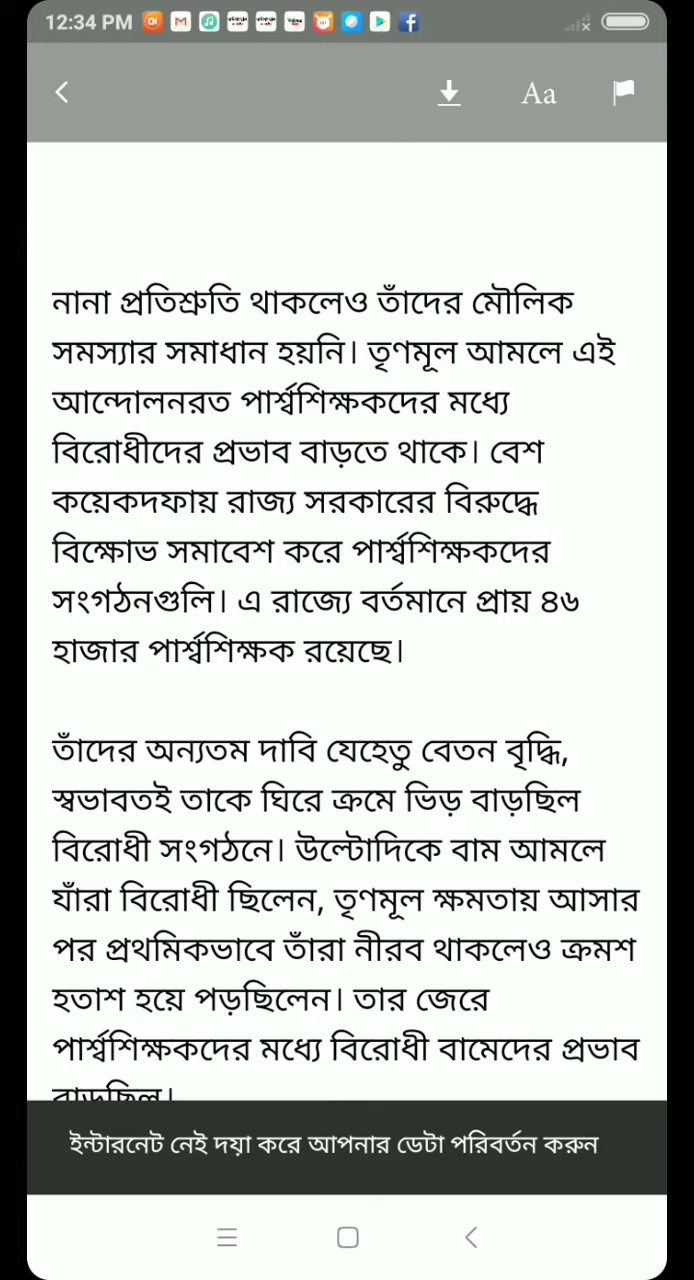 12:34 PM
Aa
নানা প্রতিশ্রুতি থাকলেও তাঁদের মৌলিক
সমস্যার সমাধান হয়নি। তৃণমূল আমলে এই
আন্দোলনরত পার্শ্বশিক্ষকদের মধ্যে
বিরোধীদের প্রভাব বাড়তে থাকে। বেশ
কয়েকদফায় রাজ্য সরকারের বিরুদ্ধে
বিক্ষোভ সমাবেশ করে পার্শ্বশিক্ষকদের
সংগঠনগুলি। এ রাজ্যে বর্তমানে প্রায় ৪৬
হাজার পার্শ্বশিক্ষক রয়েছে।
তাঁদের অন্যতম দাবি যেহেতু বেতন বৃদ্ধি,
স্বভাবতই তাকে ঘিরে ক্রমে ভিড় বাড়ছিল
বিরোধী সংগঠনে। উল্টোদিকে বাম আমলে
যাঁরা বিরোধী ছিলেন, তৃণমূল ক্ষমতায় আসার
পর প্রথমিকভাবে তাঁরা নীরব থাকলেও ক্রমশ
হতাশ হয়ে পড়ছিলেন। তার জেরে
পার্শ্বশিক্ষকদের মধ্যে বিরোধী বামেদের প্রভাব
বাড়ছিল।
ইন্টারনেট নেই দয়া করে আপনার ডেটা পরিবর্তন করুন